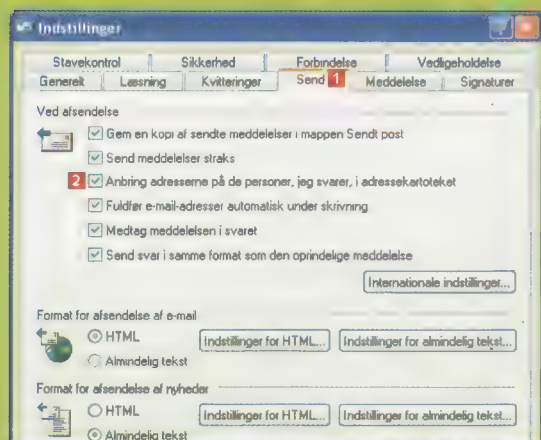 Indstillinger
Stavekontrol Sikkerhed Forbindelse Vedligeholdelse
Generelt Læsning Kvitteringer Send 1 Meddelelse Signaturer
Ved afsendelse
Gem en kopi af sendte meddelelser i mappen Sendt post
Send meddelelser straks
2 Anbring adresserne på de personer, jeg svarer, i adressekartoteket
Fuldfør e-mail-adresser automatisk under skrivning
Medtag meddelelsen i svaret
Send svar i samme format som den oprindelige meddelelse
Internationale indstillinger...
Format for afsendelse af e-mail
HTML Indstillinger for HTML... Indstillinger for almindelig tekst...
Almindelig tekst
Format for afsendelse af nyheder
HTML Indstillinger for HTML... Indstillinger for almindelig tekst...
Almindelig tekst